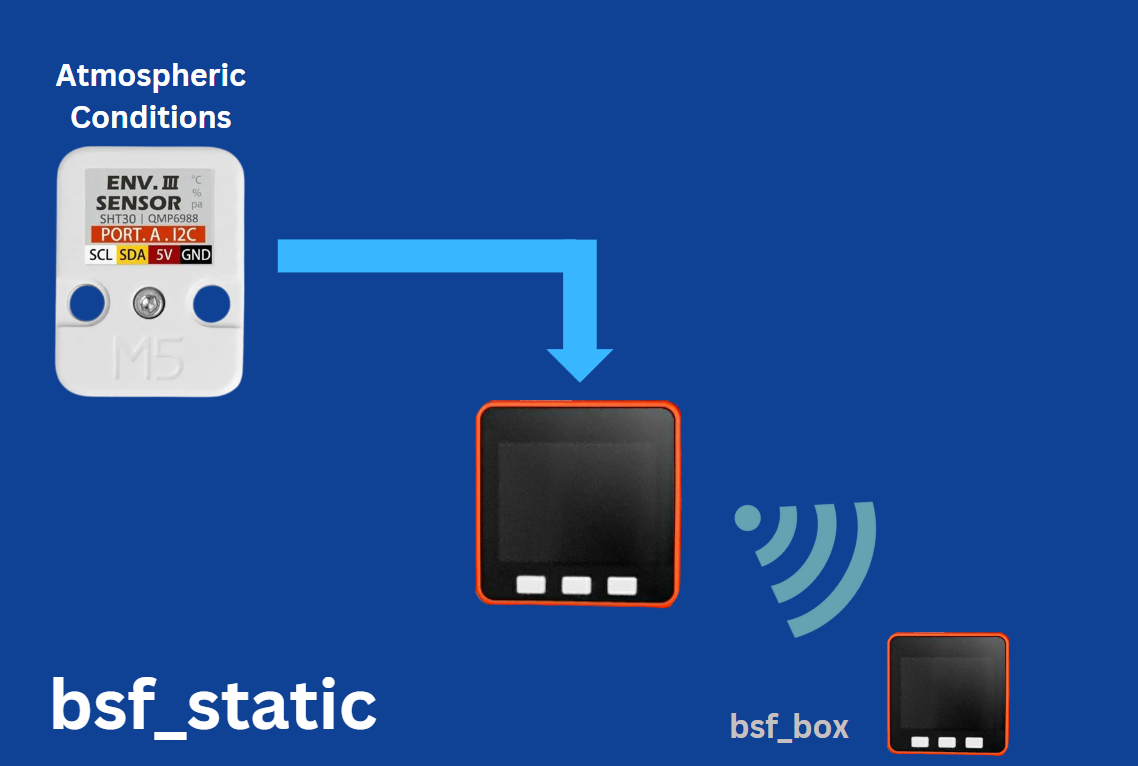 Atmospheric
Conditions
ENV. III °C
%
SENSOR pa
SHT30 | QMP6988
PORT. A . I2C
SCL SDA 5V GND
M5
bsf_static
bsf_box